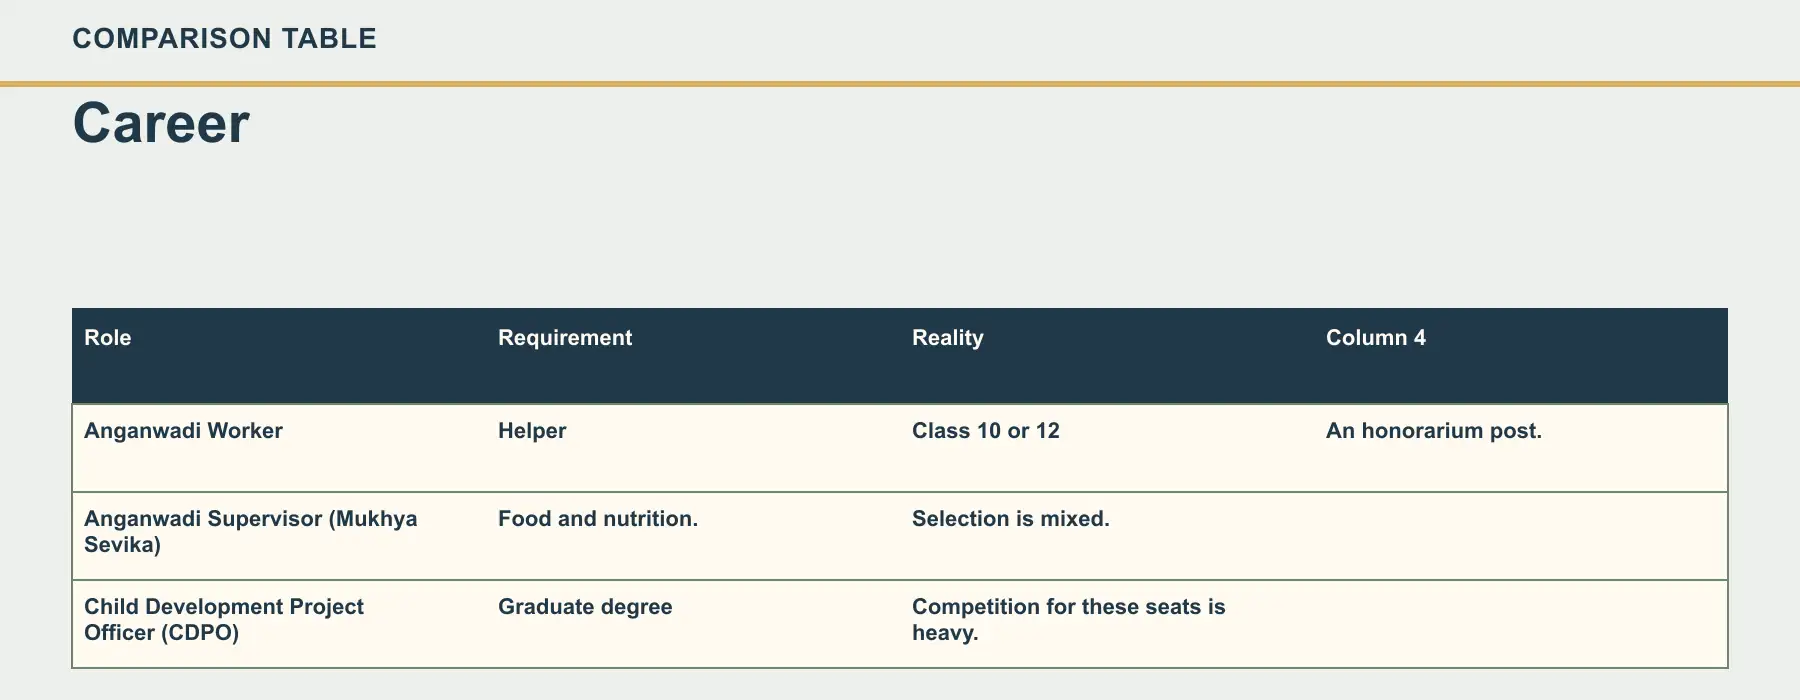 COMPARISON TABLE
Career
Role Requirement Reality Column 4
Anganwadi Worker Helper Class 10 or 12 An honorarium post.
Anganwadi Supervisor (Mukhya Food and nutrition. Selection is mixed.
Sevika)
Child Development Project Graduate degree Competition for these seats is
Officer (CDPO) heavy.